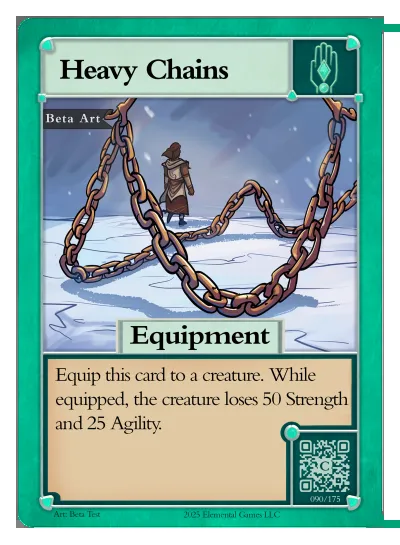 Heavy Chains
Beta Art
Equipment
Equip this card to a creature. While
equipped, the creature loses 50 Strength
and 25 Agility.
C
090/175
Art: Beta Test
2025 Elemental Games LLC